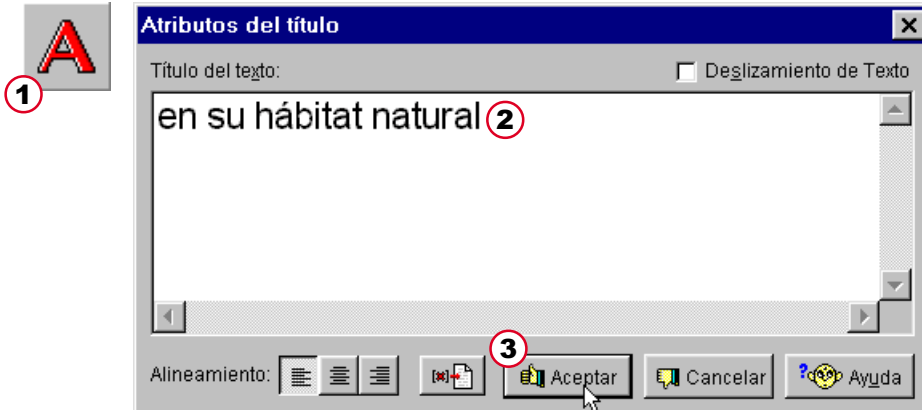 A
1
Atributos del título
Título del texto:
Deslizamiento de Texto
en su hábitat natural 2
3
Alineamiento:
Aceptar
Cancelar
Ayuda